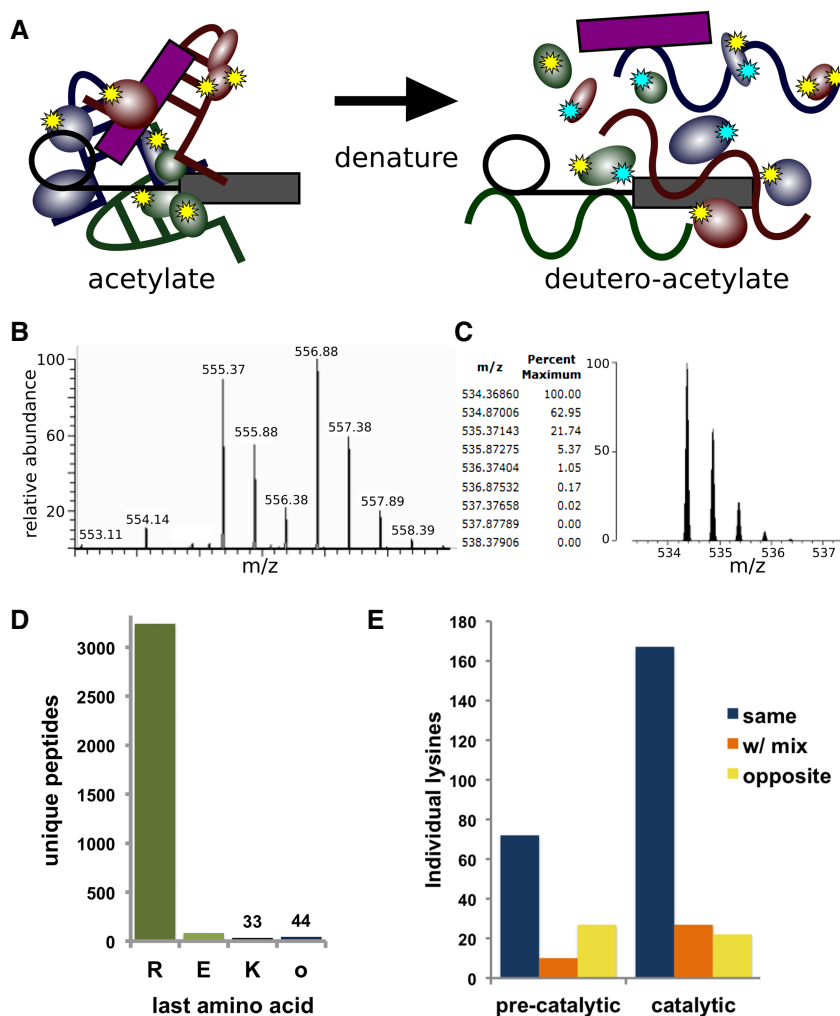 A
denature
acetylate
deutero-acetylate
B
relative abundance
100
60
20
553.11
554.14
555.37
555.88
556.38
556.88
557.38
557.89
558.39
m/z
C
m/z Percent Maximum
534.36860 100.00
534.87006 62.95
535.37143 21.74
535.87275 5.37
536.37404 1.05
536.87532 0.17
537.37658 0.02
537.87789 0.00
538.37906 0.00
100
50
0
534 535 536 537
m/z
D
unique peptides
3000
2500
2000
1500
1000
500
0
33 44
R E K o
last amino acid
E
Individual lysines
180
160
140
120
100
80
60
40
20
0
same
w/ mix
opposite
pre-catalytic catalytic